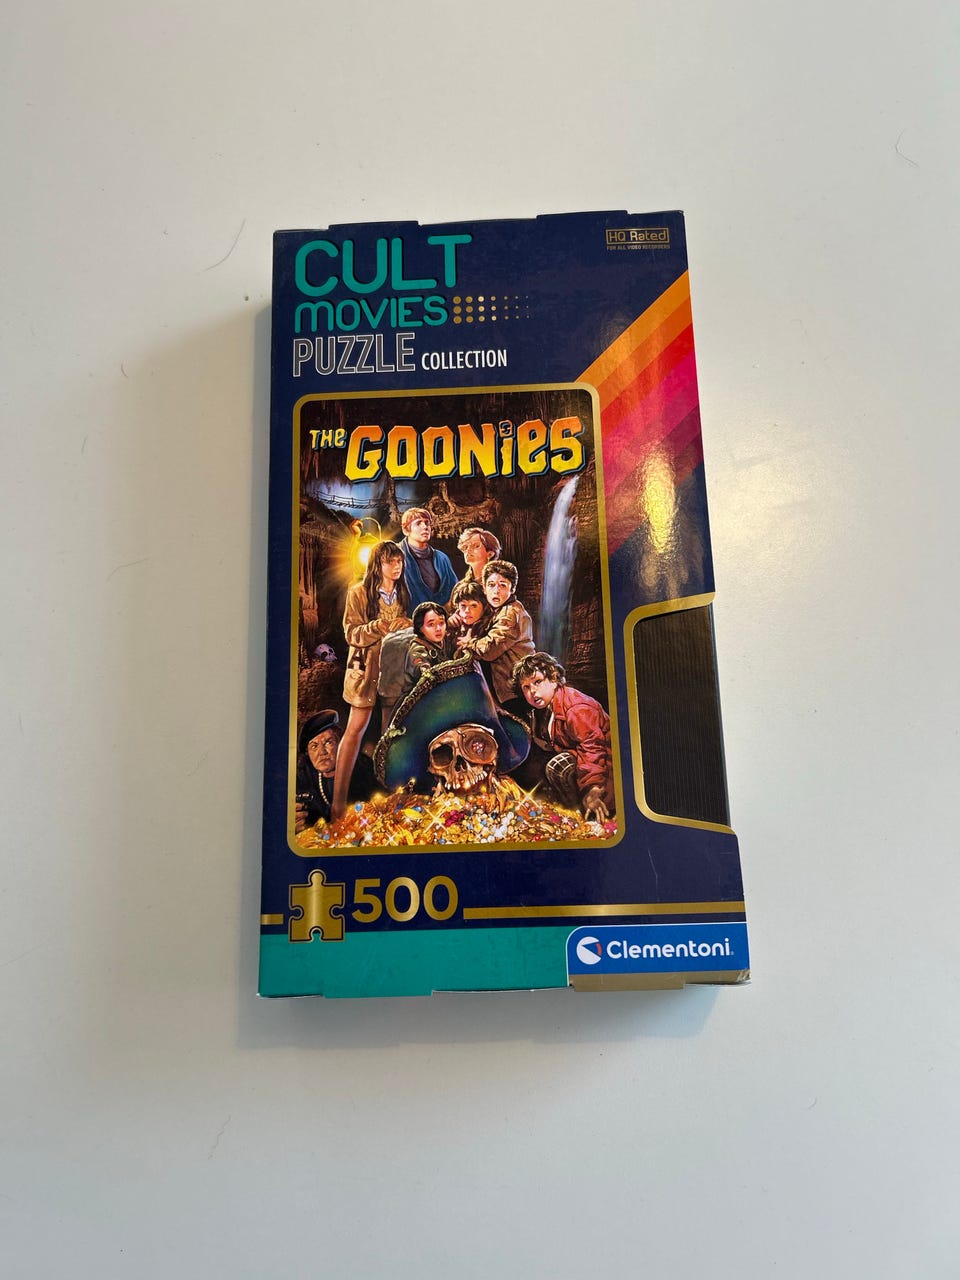 CULT
MOVIES
PUZZLE COLLECTION
HQ Rated
FOR ALL VIDEO RECORDERS
THE GOONIES
500
Clementoni